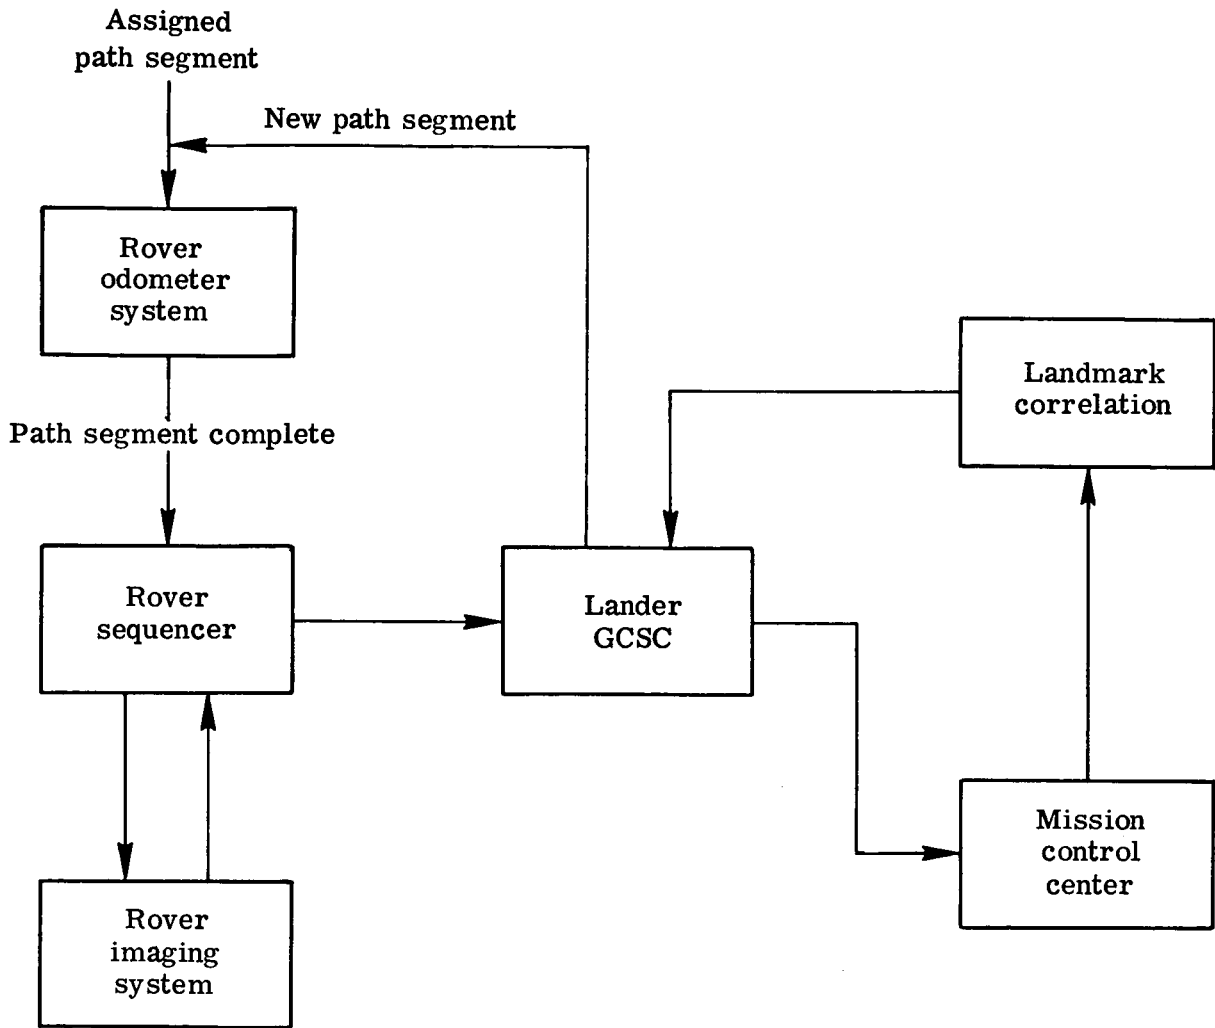 Assigned
path segment
New path segment
Rover
odometer
system
Path segment complete
Landmark
correlation
Rover
sequencer
Lander
GCSC
Mission
control
center
Rover
imaging
system